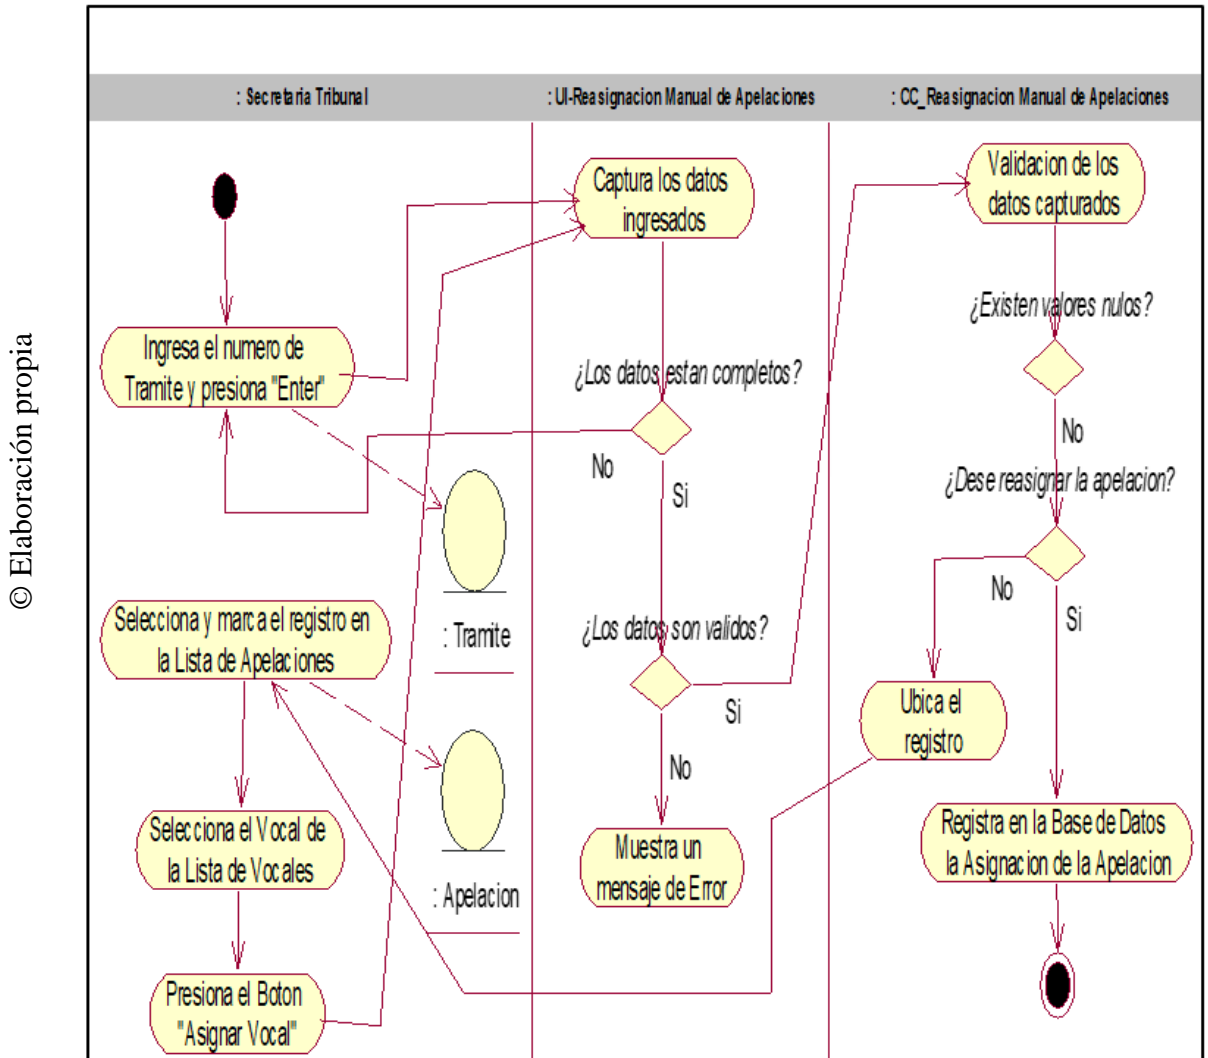 © Elaboración propia
: Secretaria Tribunal
: UI-Reasignacion Manual de Apelaciones
: CC_Reasignacion Manual de Apelaciones
Captura los datos
ingresados
Validacion de los
datos capturados
¿Existen valores nulos?
Ingresa el numero de
Tramite y presiona "Enter"
¿Los datos estan completos?
No
No
Si
¿Dese reasignar la apelacion?
No
Si
Selecciona y marca el registro en
la Lista de Apelaciones
: Tramite
¿Los datos son validos?
Si
No
Ubica el
registro
Selecciona el Vocal de
la Lista de Vocales
: Apelacion
Muestra un
mensaje de Error
Registra en la Base de Datos
la Asignacion de la Apelacion
Presiona el Boton
"Asignar Vocal"